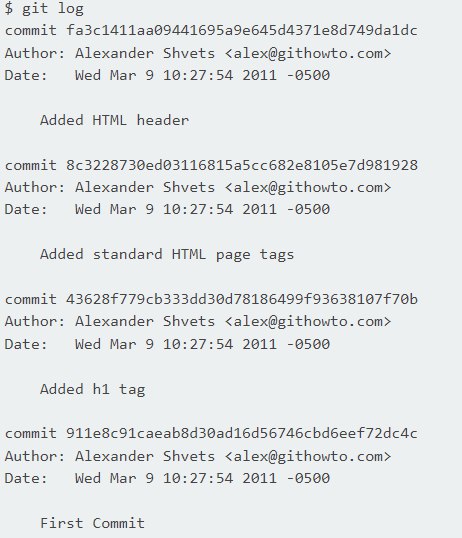 $ git log
commit fa3c1411aa09441695a9e645d4371e8d749da1dc
Author: Alexander Shvets <alex@githowto.com>
Date:   Wed Mar 9 10:27:54 2011 -0500
    Added HTML header
commit 8c3228730ed03116815a5cc682e8105e7d981928
Author: Alexander Shvets <alex@githowto.com>
Date:   Wed Mar 9 10:27:54 2011 -0500
    Added standard HTML page tags
commit 43628f779cb333dd30d78186499f93638107f70b
Author: Alexander Shvets <alex@githowto.com>
Date:   Wed Mar 9 10:27:54 2011 -0500
    Added h1 tag
commit 911e8c91caeab8d30ad16d56746cbd6eef72dc4c
Author: Alexander Shvets <alex@githowto.com>
Date:   Wed Mar 9 10:27:54 2011 -0500
    First Commit